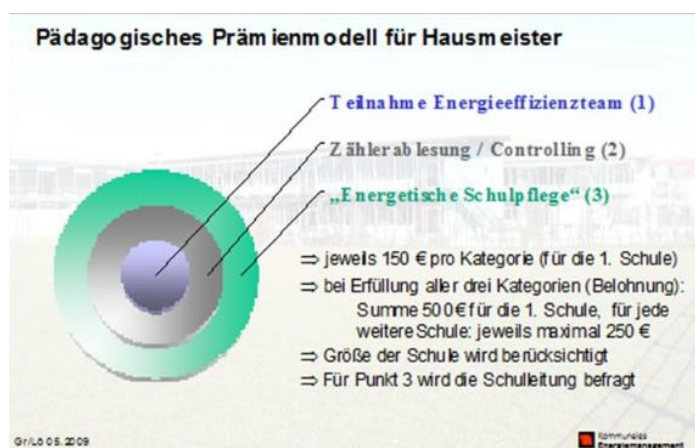 Pädagogisches Prämienmodell für Hausmeister
Teilnahme Energieeffizienzteam (1)
Zählerablesung / Controlling (2)
„Energetische Schulpflege“ (3)
⇒ jeweils 150 € pro Kategorie (für die 1. Schule)
⇒ bei Erfüllung aller drei Kategorien (Belohnung):
Summe 500€ für die 1. Schule, für jede
weitere Schule: jeweils maximal 250 €
⇒ Größe der Schule wird berücksichtigt
⇒ Für Punkt 3 wird die Schulleitung befragt
Gr/Lö 05.2009
Kommunales
Energiemanagement